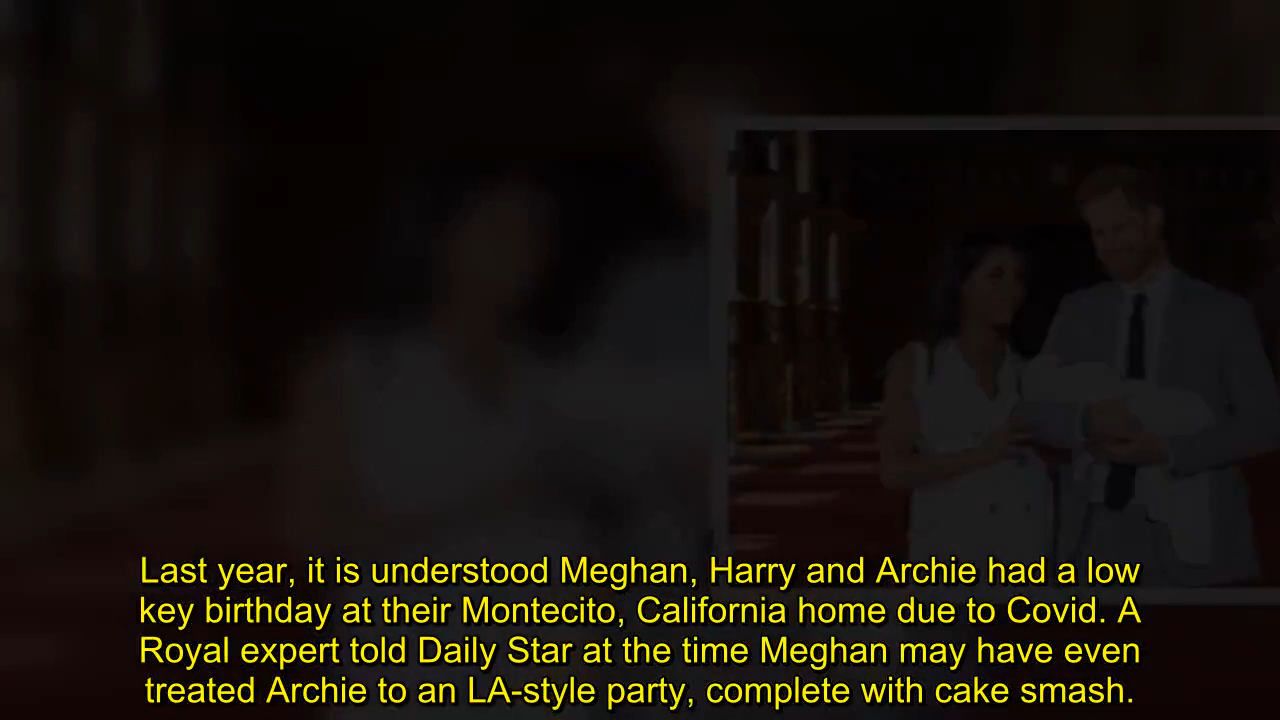 Last year, it is understood Meghan, Harry and Archie had a low
key birthday at their Montecito, California home due to Covid. A
Royal expert told Daily Star at the time Meghan may have even
treated Archie to an LA-style party, complete with cake smash.